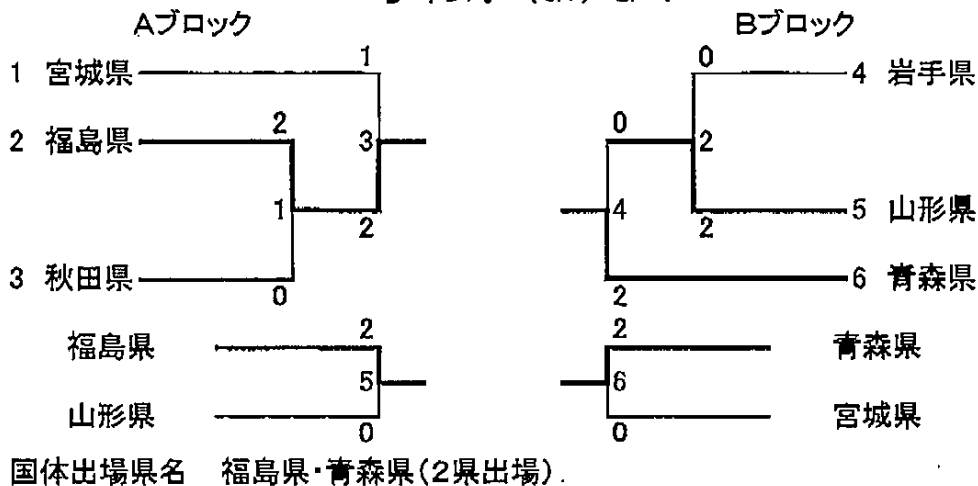 Aブロック Bブロック
1 0
1 宮城県 4 岩手県
2 0
2 福島県 3 2
1 2 4 2 5 山形県
3 秋田県 0 2 6 青森県
福島県 2 2 青森県
5 6
山形県 0 0 宮城県
国体出場県名 福島県・青森県(2県出場).